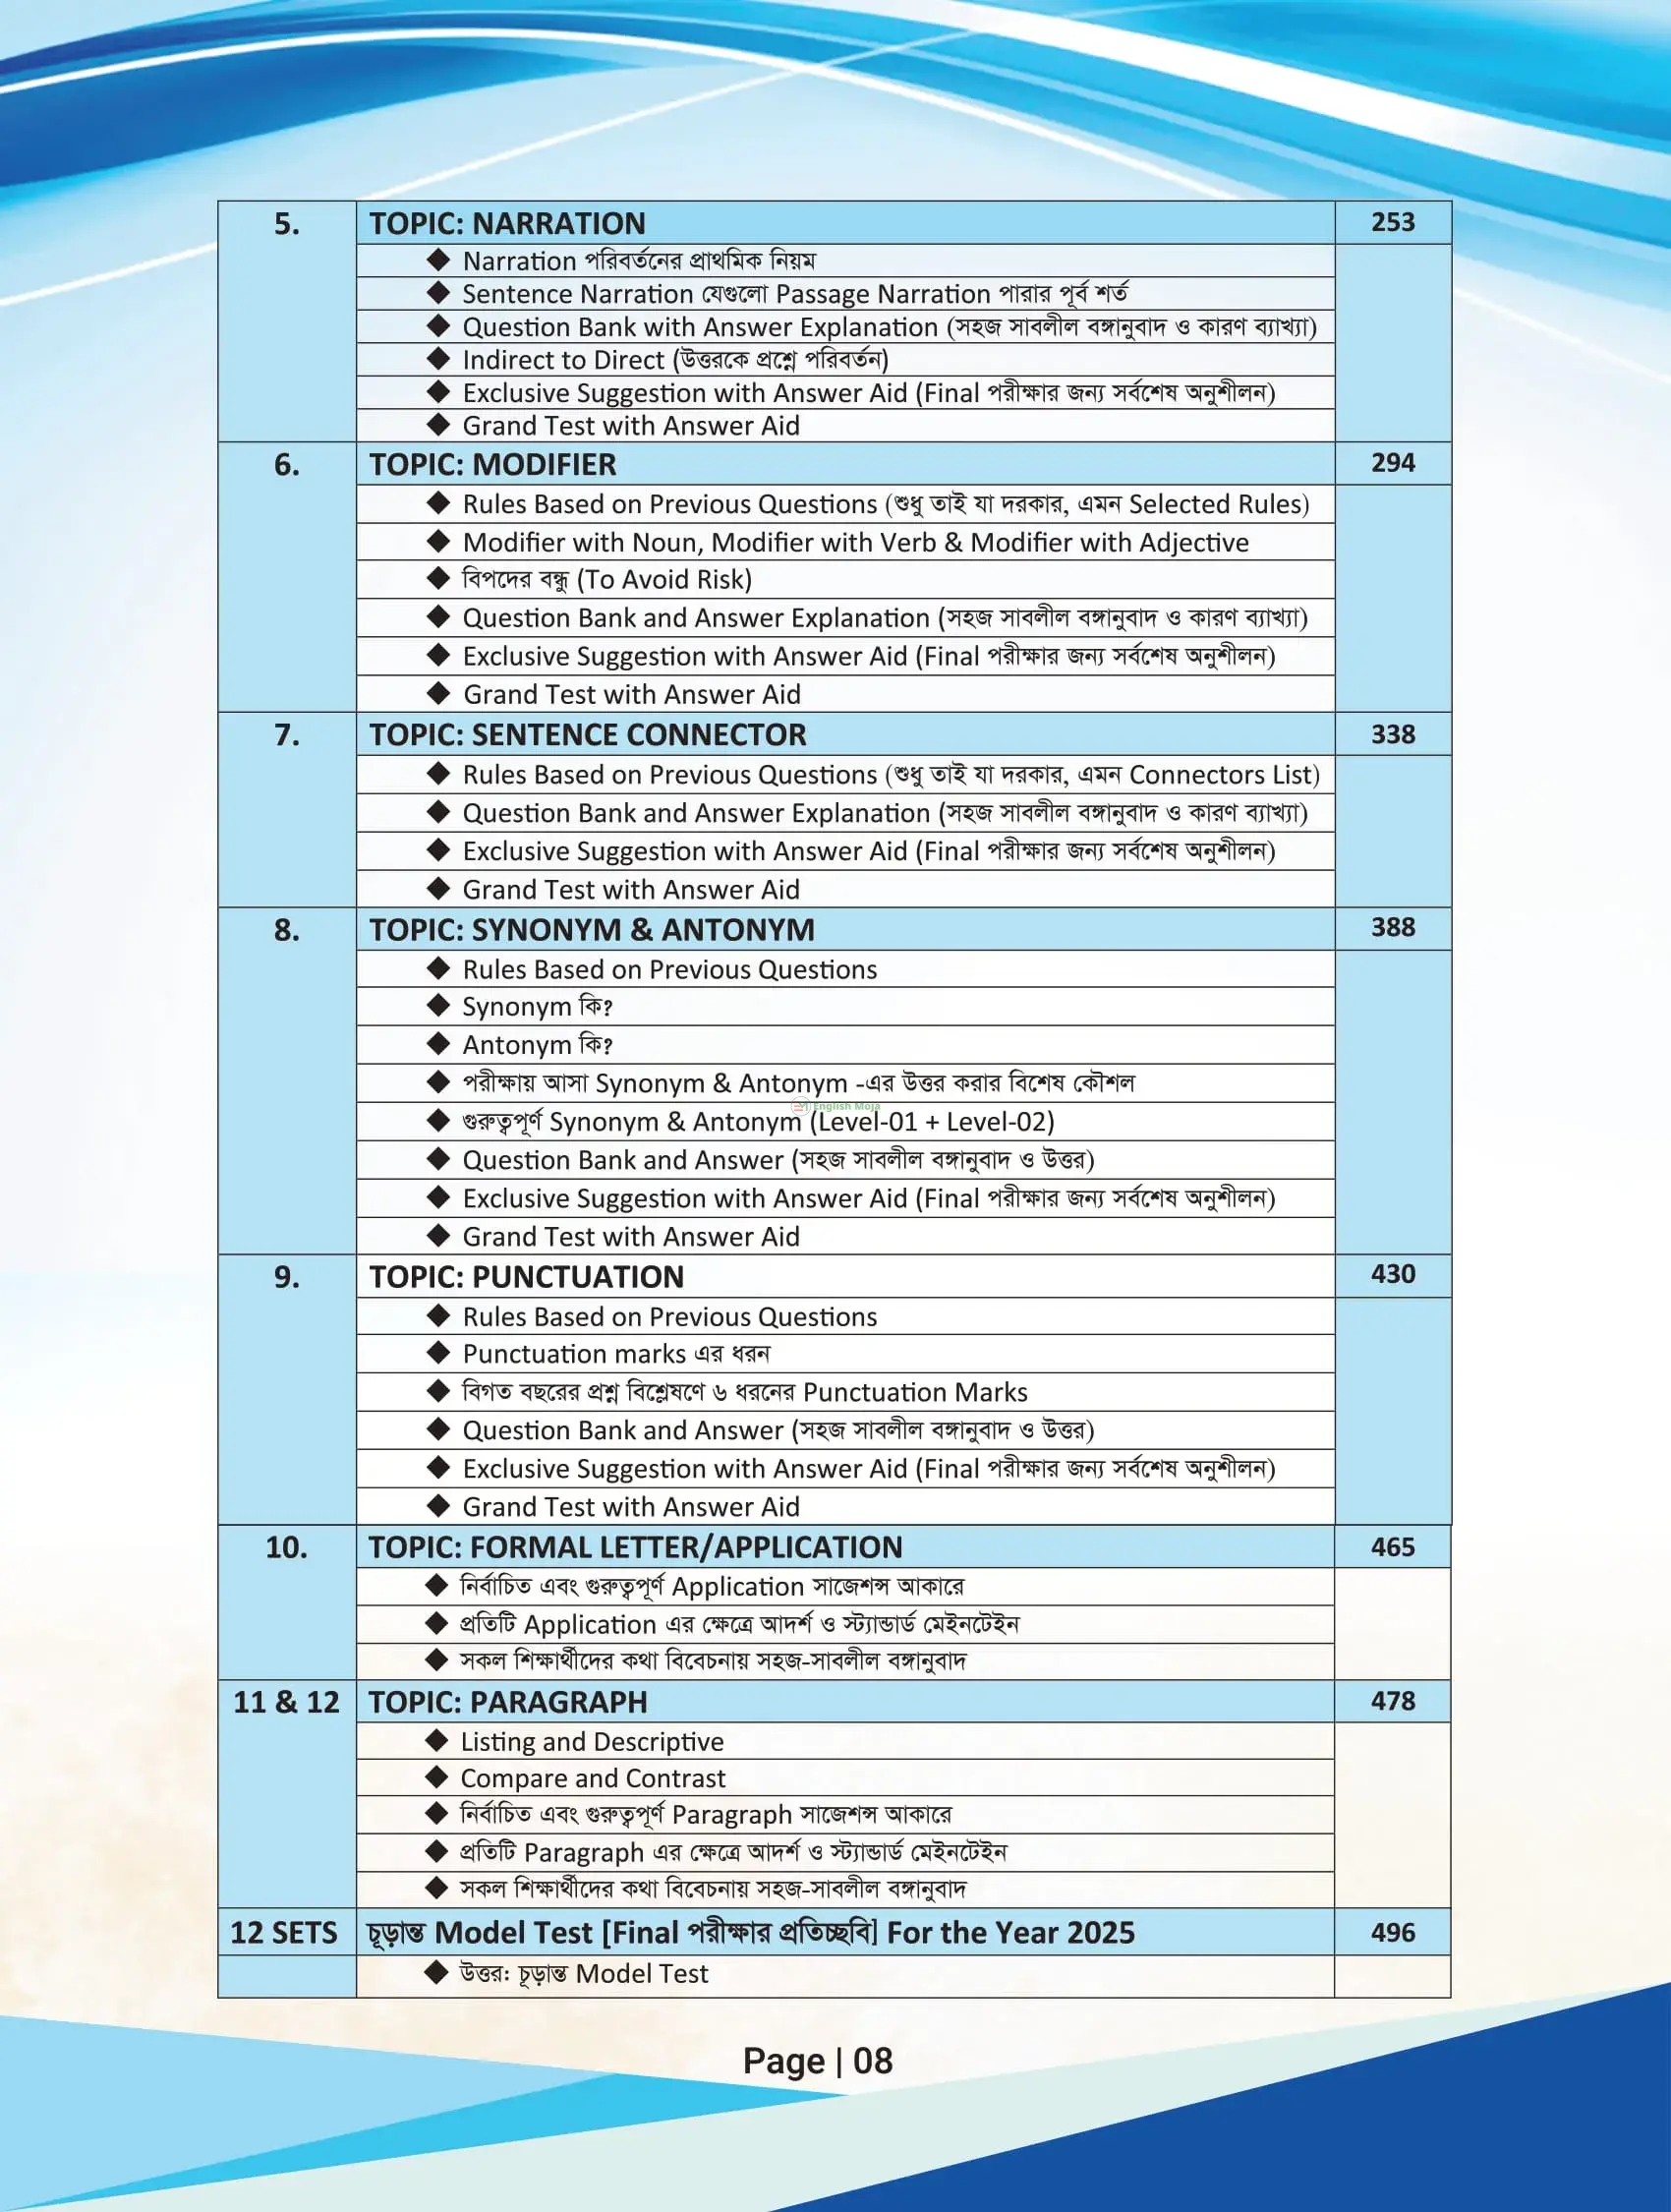 5. TOPIC: NARRATION 253
◆ Narration পরিবর্তনের প্রাথমিক নিয়ম
◆ Sentence Narration যেগুলো Passage Narration পারার পূর্ব শর্ত
◆ Question Bank with Answer Explanation (সহজ সাবলীল বঙ্গানুবাদ ও কারণ ব্যাখ্যা)
◆ Indirect to Direct (উত্তরকে প্রশ্নে পরিবর্তন)
◆ Exclusive Suggestion with Answer Aid (Final পরীক্ষার জন্য সর্বশেষ অনুশীলন)
◆ Grand Test with Answer Aid
6. TOPIC: MODIFIER 294
◆ Rules Based on Previous Questions (শুধু তাই যা দরকার, এমন Selected Rules)
◆ Modifier with Noun, Modifier with Verb & Modifier with Adjective
◆ বিপদের বন্ধু (To Avoid Risk)
◆ Question Bank and Answer Explanation (সহজ সাবলীল বঙ্গানুবাদ ও কারণ ব্যাখ্যা)
◆ Exclusive Suggestion with Answer Aid (Final পরীক্ষার জন্য সর্বশেষ অনুশীলন)
◆ Grand Test with Answer Aid
7. TOPIC: SENTENCE CONNECTOR 338
◆ Rules Based on Previous Questions (শুধু তাই যা দরকার, এমন Connectors List)
◆ Question Bank and Answer Explanation (সহজ সাবলীল বঙ্গানুবাদ ও কারণ ব্যাখ্যা)
◆ Exclusive Suggestion with Answer Aid (Final পরীক্ষার জন্য সর্বশেষ অনুশীলন)
◆ Grand Test with Answer Aid
8. TOPIC: SYNONYM & ANTONYM 388
◆ Rules Based on Previous Questions
◆ Synonym কি?
◆ Antonym কি?
◆ পরীক্ষায় আসা Synonym & Antonym -এর উত্তর করার বিশেষ কৌশল
English Moja
◆ গুরুত্বপূর্ণ Synonym & Antonym (Level-01 + Level-02)
◆ Question Bank and Answer (সহজ সাবলীল বঙ্গানুবাদ ও উত্তর)
◆ Exclusive Suggestion with Answer Aid (Final পরীক্ষার জন্য সর্বশেষ অনুশীলন)
◆ Grand Test with Answer Aid
9. TOPIC: PUNCTUATION 430
◆ Rules Based on Previous Questions
◆ Punctuation marks এর ধরন
◆ বিগত বছরের প্রশ্ন বিশ্লেষণে ৬ ধরনের Punctuation Marks
◆ Question Bank and Answer (সহজ সাবলীল বঙ্গানুবাদ ও উত্তর)
◆ Exclusive Suggestion with Answer Aid (Final পরীক্ষার জন্য সর্বশেষ অনুশীলন)
◆ Grand Test with Answer Aid
10. TOPIC: FORMAL LETTER/APPLICATION 465
◆ নির্বাচিত এবং গুরুত্বপূর্ণ Application সাজেশন্স আকারে
◆ প্রতিটি Application এর ক্ষেত্রে আদর্শ ও স্ট্যান্ডার্ড মেইনটেইন
◆ সকল শিক্ষার্থীদের কথা বিবেচনায় সহজ-সাবলীল বঙ্গানুবাদ
11 & 12 TOPIC: PARAGRAPH 478
◆ Listing and Descriptive
◆ Compare and Contrast
◆ নির্বাচিত এবং গুরুত্বপূর্ণ Paragraph সাজেশন্স আকারে
◆ প্রতিটি Paragraph এর ক্ষেত্রে আদর্শ ও স্ট্যান্ডার্ড মেইনটেইন
◆ সকল শিক্ষার্থীদের কথা বিবেচনায় সহজ-সাবলীল বঙ্গানুবাদ
12 SETS চূড়ান্ত Model Test [Final পরীক্ষার প্রতিচ্ছবি] For the Year 2025 496
◆ উত্তর: চূড়ান্ত Model Test
Page | 08